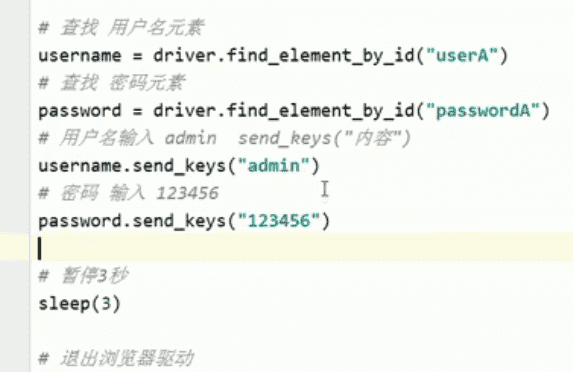 # 查找 用户名元素
username = driver.find_element_by_id("userA")
# 查找 密码元素
password = driver.find_element_by_id("passwordA")
# 用户名输入 admin  send_keys("内容")
username.send_keys("admin")
# 密码 输入 123456
password.send_keys("123456")
# 暂停3秒
sleep(3)
# 退出浏览器驱动